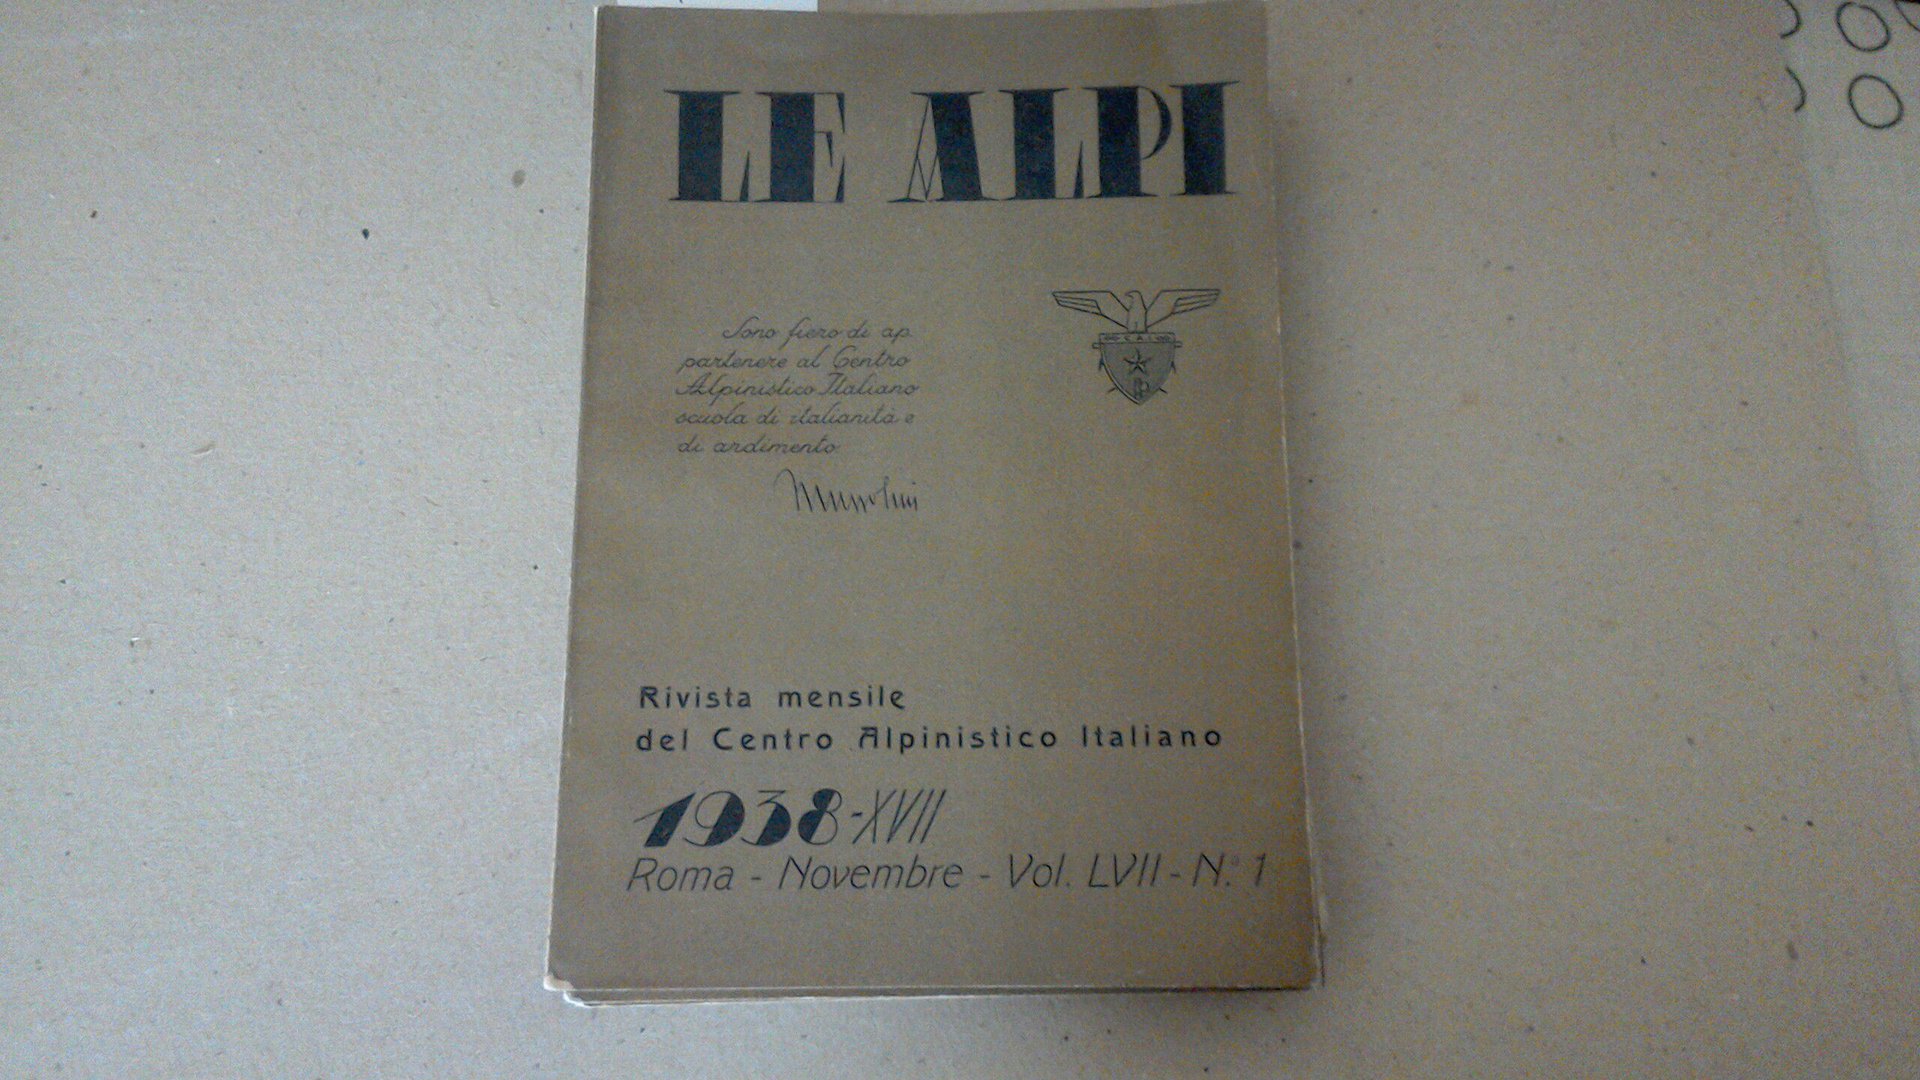 LE ALPI
Sono fiero di ap
partenere al Centro
Alpinistico Italiano
scuola di italianità e
di ardimento
Mussolini
C.A.I.
Rivista mensile
del Centro Alpinistico Italiano
1938-XVII
Roma - Novembre - Vol. LVII - N.º 1